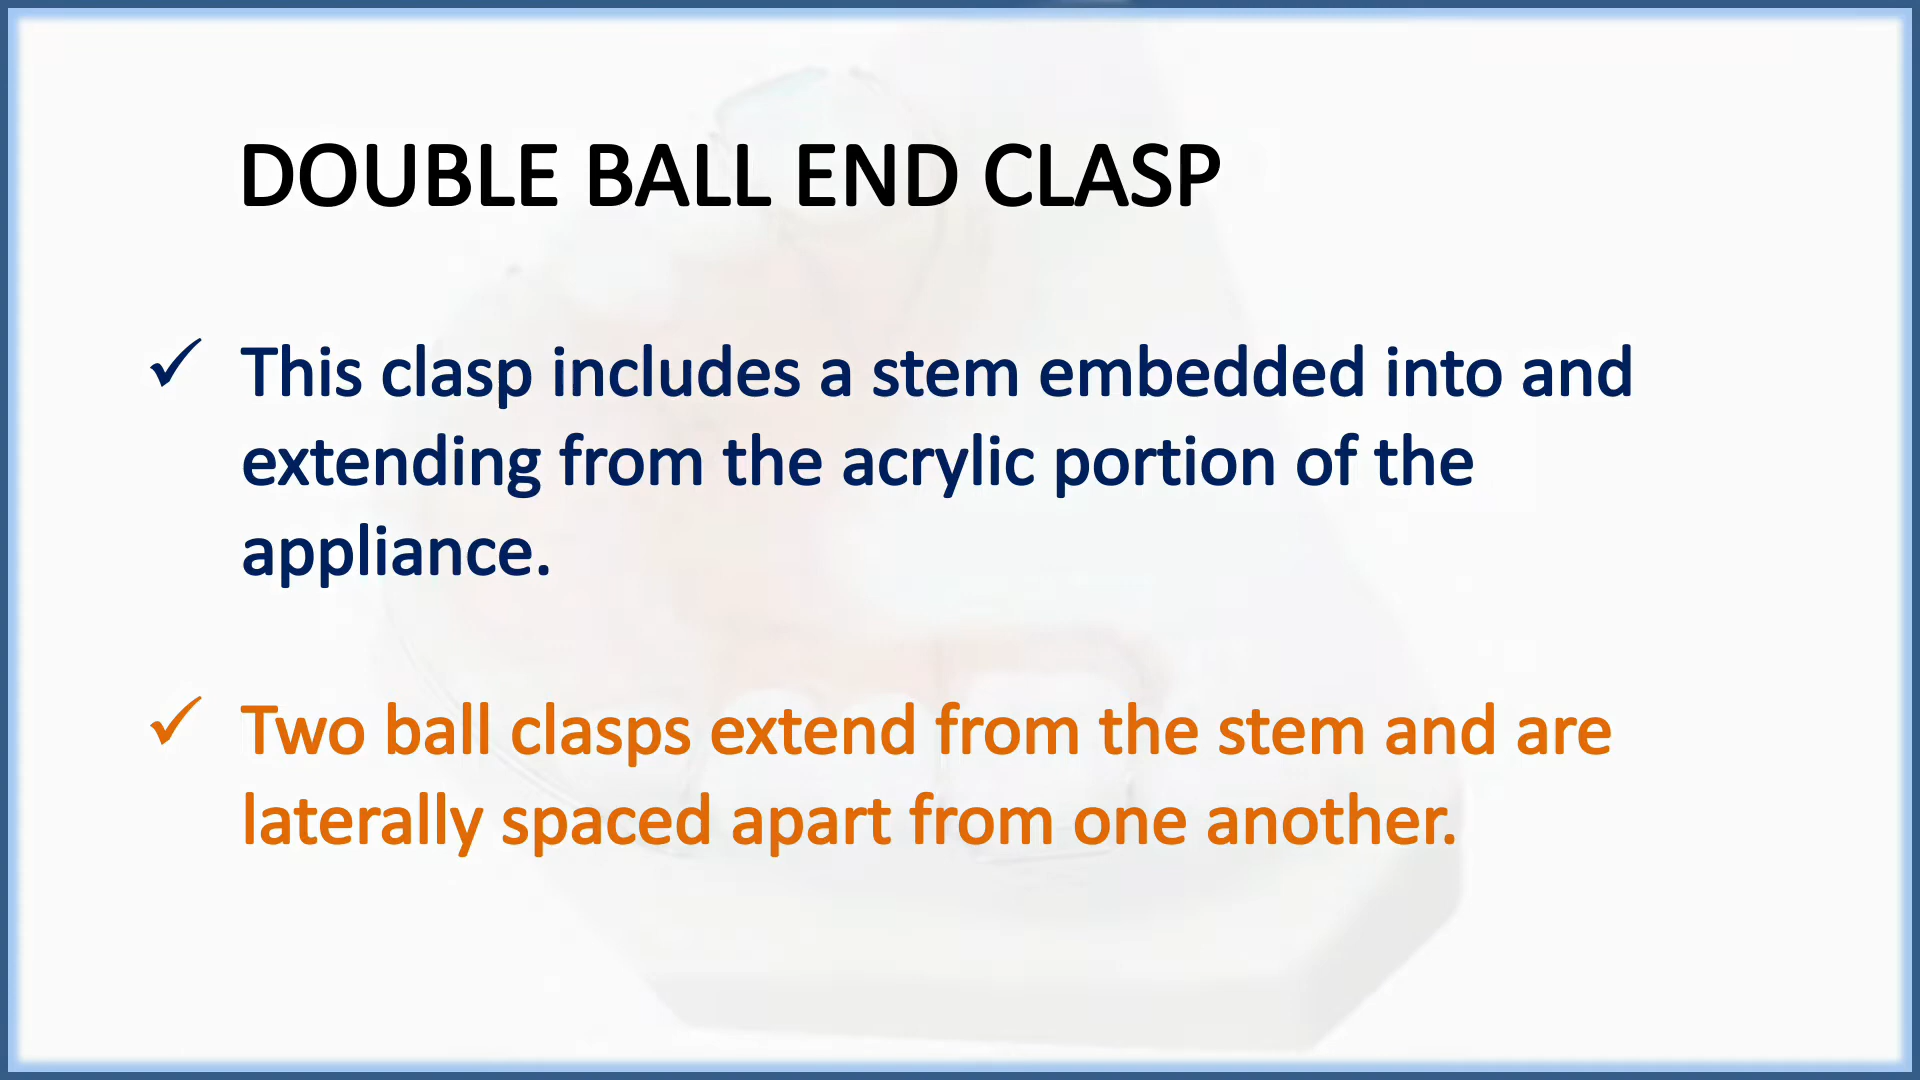 DOUBLE BALL END CLASP
✓ This clasp includes a stem embedded into and
extending from the acrylic portion of the
appliance.
✓ Two ball clasps extend from the stem and are
laterally spaced apart from one another.